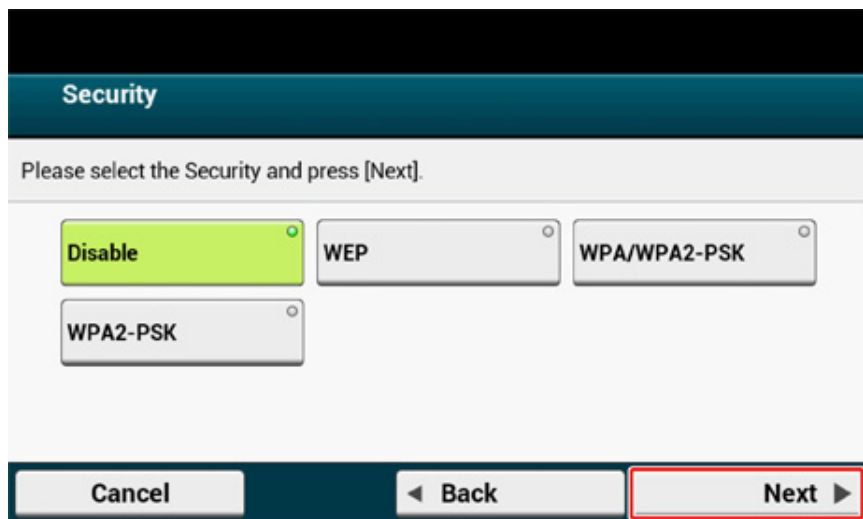 Security
Please select the Security and press [Next].
Disable
WEP
WPA/WPA2-PSK
WPA2-PSK
Cancel
Back
Next